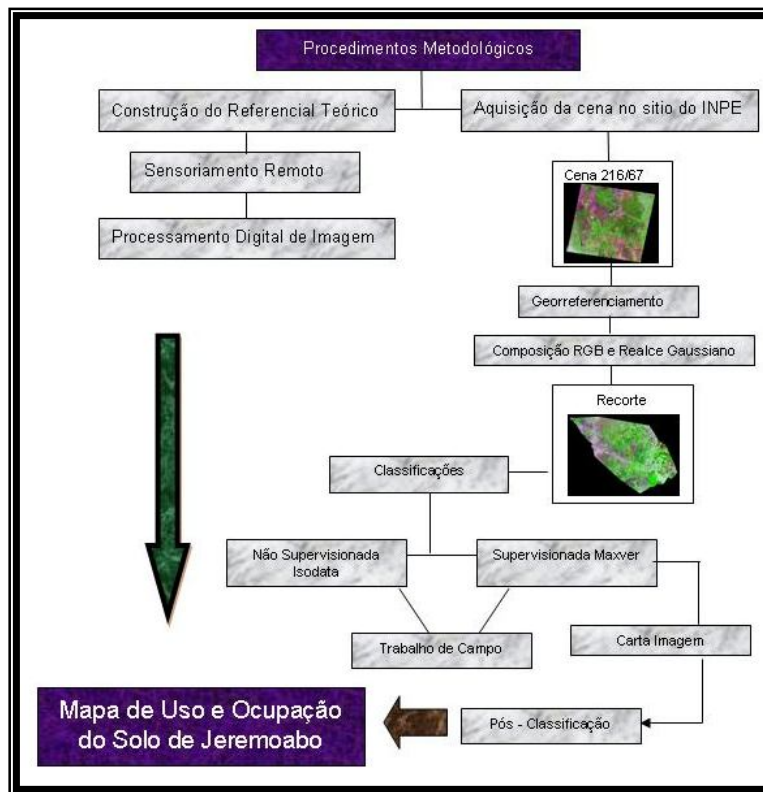 Procedimentos Metodológicos
Construção do Referencial Teórico
Aquisição da cena no sitio do INPE
Sensoriamento Remoto
Processamento Digital de Imagem
Cena 216/67
Georreferenciamento
Composição RGB e Realce Gaussiano
Recorte
Classificações
Não Supervisionada
Isodata
Supervisionada Maxver
Trabalho de Campo
Carta Imagem
Mapa de Uso e Ocupação
do Solo de Jeremoabo
Pós - Classificação